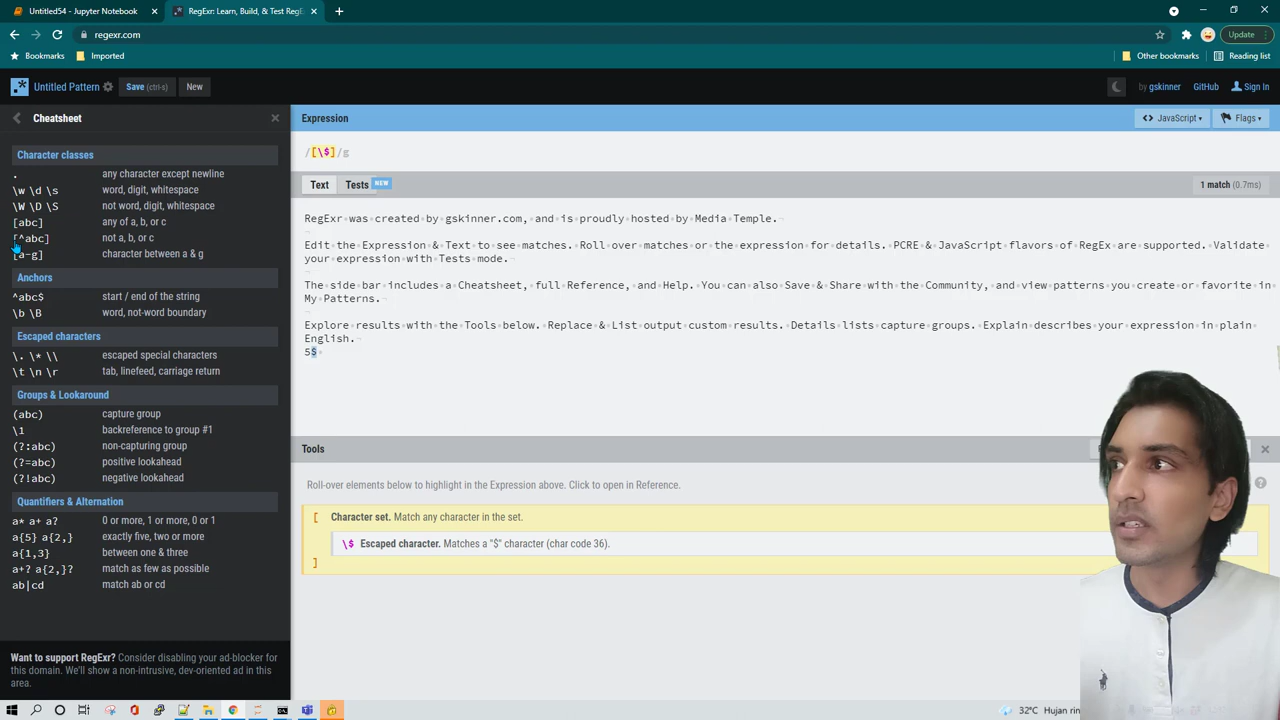 Untitled54 - Jupyter Notebook
RegExr: Learn, Build, & Test RegE
regexr.com
Update
Bookmarks
Imported
Other bookmarks
Reading list
Untitled Pattern
Save (ctrl-s)
New
by gskinner
GitHub
Sign In
Cheatsheet
Character classes
. any character except newline
\w \d \s word, digit, whitespace
\W \D \S not word, digit, whitespace
[abc] any of a, b, or c
[^abc] not a, b, or c
[a-g] character between a & g
Anchors
^abc$ start / end of the string
\b \B word, not-word boundary
Escaped characters
\. \* \\ escaped special characters
\t \n \r tab, linefeed, carriage return
Groups & Lookaround
(abc) capture group
\1 backreference to group #1
(?:abc) non-capturing group
(?=abc) positive lookahead
(?!abc) negative lookahead
Quantifiers & Alternation
a* a+ a? 0 or more, 1 or more, 0 or 1
a{5} a{2,} exactly five, two or more
a{1,3} between one & three
a+? a{2,}? match as few as possible
ab|cd match ab or cd
Want to support RegExr? Consider disabling your ad-blocker for
this domain. We'll show a non-intrusive, dev-oriented ad in this
area.
Expression
JavaScript
Flags
/[\$]/g
Text
Tests NEW
1 match (0.7ms)
RegExr was created by gskinner.com, and is proudly hosted by Media Temple.
Edit the Expression & Text to see matches. Roll over matches or the expression for details. PCRE & JavaScript flavors of RegEx are supported. Validate
your expression with Tests mode.
The side bar includes a Cheatsheet, full Reference, and Help. You can also Save & Share with the Community, and view patterns you create or favorite in
My Patterns.
Explore results with the Tools below. Replace & List output custom results. Details lists capture groups. Explain describes your expression in plain
English.
5$
Tools
Roll-over elements below to highlight in the Expression above. Click to open in Reference.
[ Character set. Match any character in the set.
\$ Escaped character. Matches a "$" character (char code 36).
]
32°C Hujan rin